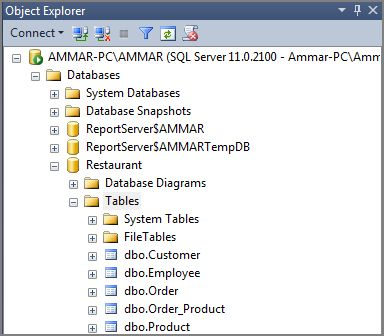 Object Explorer
Connect
AMMAR-PC\AMMAR (SQL Server 11.0.2100 - Ammar-PC\Amm
Databases
System Databases
Database Snapshots
ReportServer$AMMAR
ReportServer$AMMARTempDB
Restaurant
Database Diagrams
Tables
System Tables
FileTables
dbo.Customer
dbo.Employee
dbo.Order
dbo.Order_Product
dbo.Product